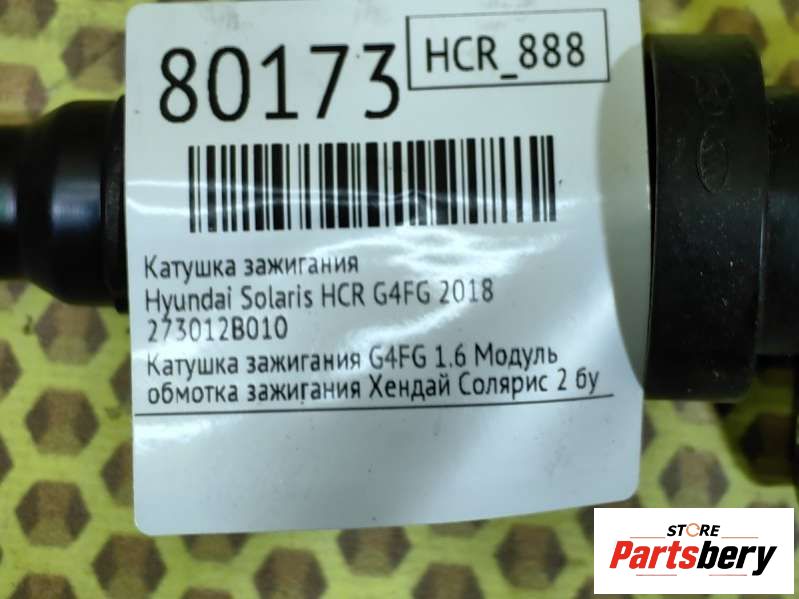 80173
HCR_888
Катушка зажигания
Hyundai Solaris HCR G4FG 2018
273012B010
Катушка зажигания G4FG 1.6 Модуль
обмотка зажигания Хендай Солярис 2 бу
STORE
Partsbery